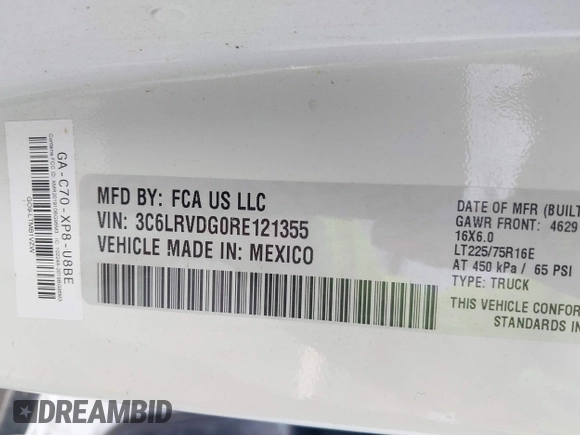 MFD BY: FCA US LLC
VIN: 3C6LRVDG0RE121355
VEHICLE MADE IN: MEXICO
DATE OF MFR (BUILT
GAWR FRONT: 4629
16X6.0
LT225/75R16E
AT 450 kPa / 65 PSI
TYPE: TRUCK
THIS VEHICLE CONFOR
STANDARDS IN
GA-C70-XP8-U8BE
DREAMBID